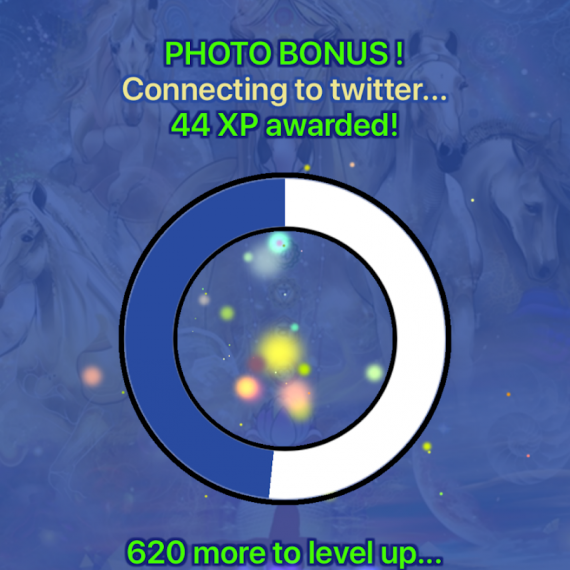 PHOTO BONUS !
Connecting to twitter...
44 XP awarded!
620 more to level up...